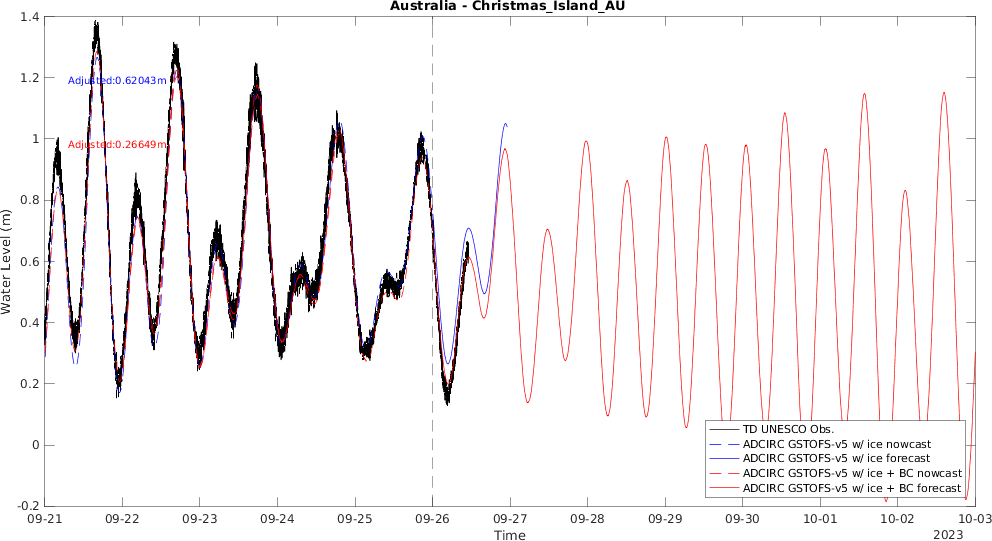 Australia - Christmas_Island_AU
Water Level (m)
1.4
1.2
1
0.8
0.6
0.4
0.2
0
-0.2
Adjusted:0.62043m
Adjusted:0.26649m
TD UNESCO Obs.
ADCIRC GSTOFS-v5 w/ ice nowcast
ADCIRC GSTOFS-v5 w/ ice forecast
ADCIRC GSTOFS-v5 w/ ice + BC nowcast
ADCIRC GSTOFS-v5 w/ ice + BC forecast
09-21 09-22 09-23 09-24 09-25 09-26 09-27 09-28 09-29 09-30 10-01 10-02 10-03
Time
2023